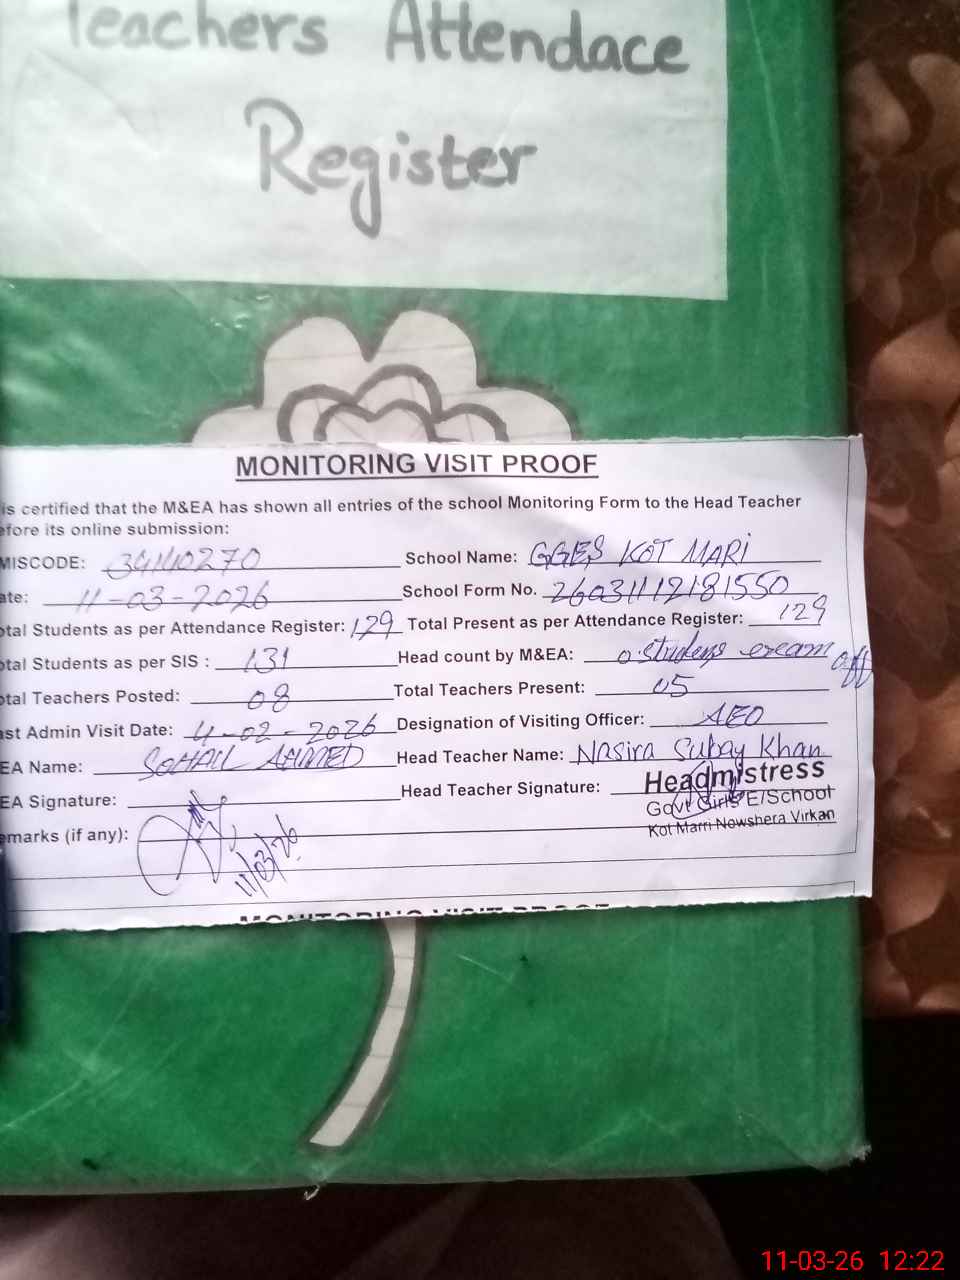 Teachers Attendace
Register
MONITORING VISIT PROOF
is certified that the M&EA has shown all entries of the school Monitoring Form to the Head Teacher
efore its online submission:
MISCODE: 34140270 School Name: GGES KOT MARI
ate: 11-03-2026 School Form No. 26031112181550
otal Students as per Attendance Register: 129 Total Present as per Attendance Register: 129
otal Students as per SIS : 131 Head count by M&EA: 0 students exam off
otal Teachers Posted: 08 Total Teachers Present: 05
ast Admin Visit Date: 4-02-2026 Designation of Visiting Officer: AEO
EA Name: SOHAIL AHMED Head Teacher Name: Nasira Subay Khan
EA Signature: Head Teacher Signature: Headmistress
Govt Girls E/School
emarks (if any): Kot Marri Nowshera Virkan
11/03/26
MONITORING VISIT PROOF
11-03-26 12:22